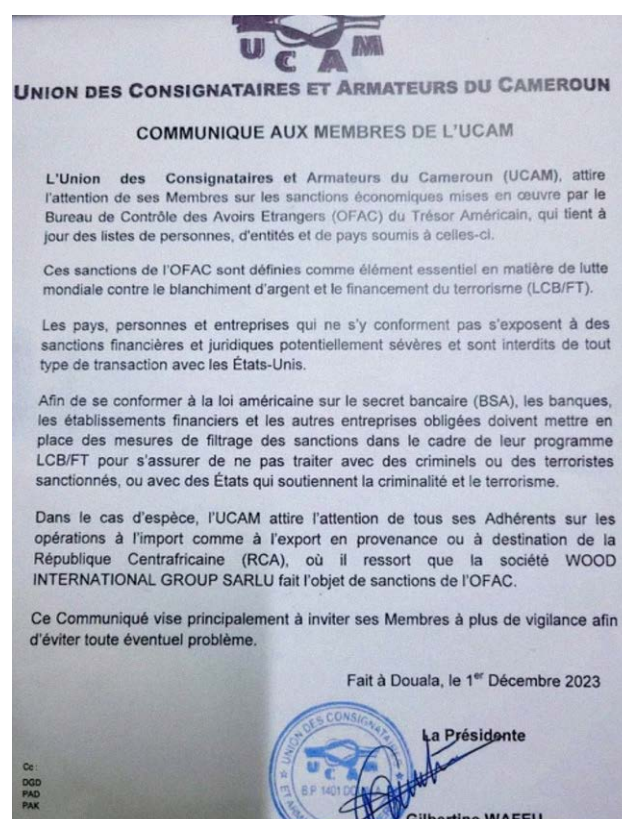 UCAM
UNION DES CONSIGNATAIRES ET ARMATEURS DU CAMEROUN
COMMUNIQUE AUX MEMBRES DE L'UCAM
L'Union des Consignataires et Armateurs du Cameroun (UCAM), attire
l'attention de ses Membres sur les sanctions économiques mises en œuvre par le
Bureau de Contrôle des Avoirs Etrangers (OFAC) du Trésor Américain, qui tient à
jour des listes de personnes, d'entités et de pays soumis à celles-ci.
Ces sanctions de l'OFAC sont définies comme élément essentiel en matière de lutte
mondiale contre le blanchiment d'argent et le financement du terrorisme (LCB/FT).
Les pays, personnes et entreprises qui ne s'y conforment pas s'exposent à des
sanctions financières et juridiques potentiellement sévères et sont interdits de tout
type de transaction avec les États-Unis.
Afin de se conformer à la loi américaine sur le secret bancaire (BSA), les banques,
les établissements financiers et les autres entreprises obligées doivent mettre en
place des mesures de filtrage des sanctions dans le cadre de leur programme
LCB/FT pour s'assurer de ne pas traiter avec des criminels ou des terroristes
sanctionnés, ou avec des États qui soutiennent la criminalité et le terrorisme.
Dans le cas d'espèce, l'UCAM attire l'attention de tous ses Adhérents sur les
opérations à l'import comme à l'export en provenance ou à destination de la
République Centrafricaine (RCA), où il ressort que la société WOOD
INTERNATIONAL GROUP SARLU fait l'objet de sanctions de l'OFAC.
Ce Communiqué vise principalement à inviter ses Membres à plus de vigilance afin
d'éviter toute éventuel problème.
Fait à Douala, le 1er Décembre 2023
La Présidente
UNION DES CONSIGNATAIRES
UCAM
B.P. 1401
Cc :
DGD
PAD
PAK
Gilbertine WAFFU